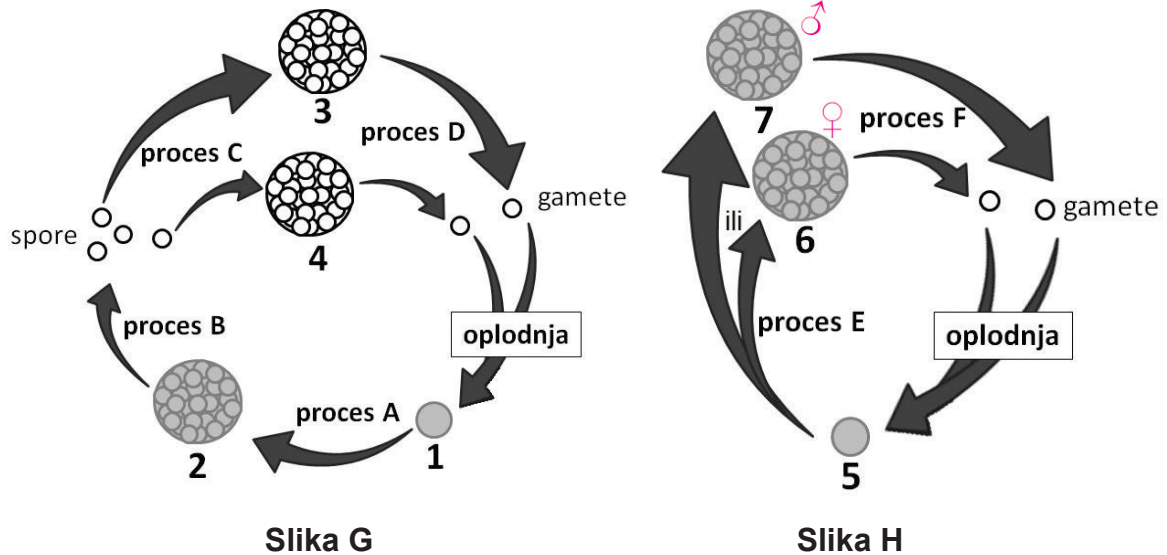 3
proces C
proces D
4
spore
gamete
proces B
oplodnja
proces A
2
1
Slika G
♂
7
♀
proces F
6
ili
gamete
proces E
oplodnja
5
Slika H